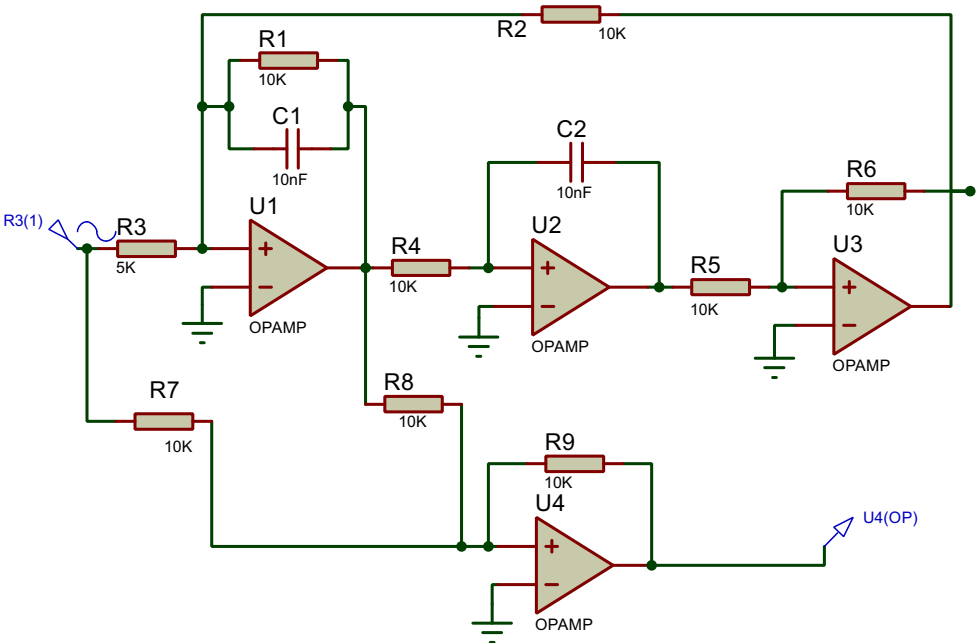 R2
10K
R1
10K
C1
10nF
C2
10nF
R6
10K
R3(1)
R3
5K
U1
+
−
OPAMP
R4
10K
U2
+
−
OPAMP
R5
10K
U3
+
−
OPAMP
R7
10K
R8
10K
R9
10K
U4
+
−
OPAMP
U4(OP)